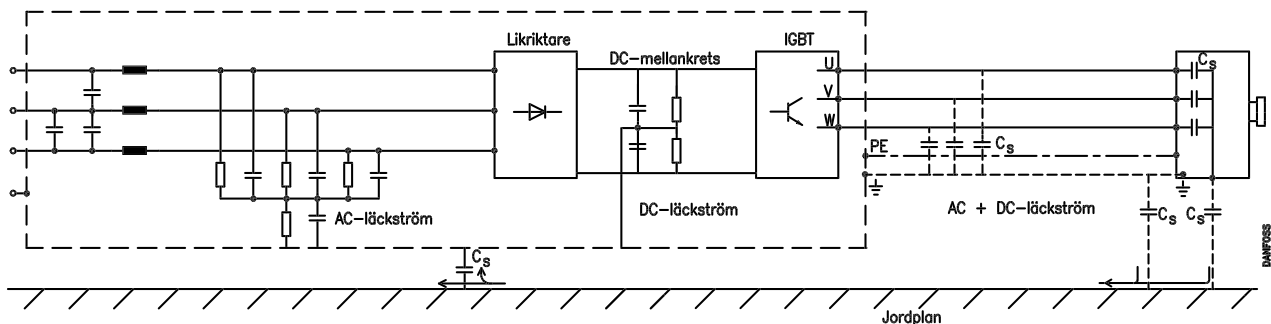 Likriktare
DC-mellankrets
IGBT
U
V
W
PE
Cs
Cs
AC-läckström
DC-läckström
AC + DC-läckström
Cs
Cs
Cs
DANFOSS
Jordplan